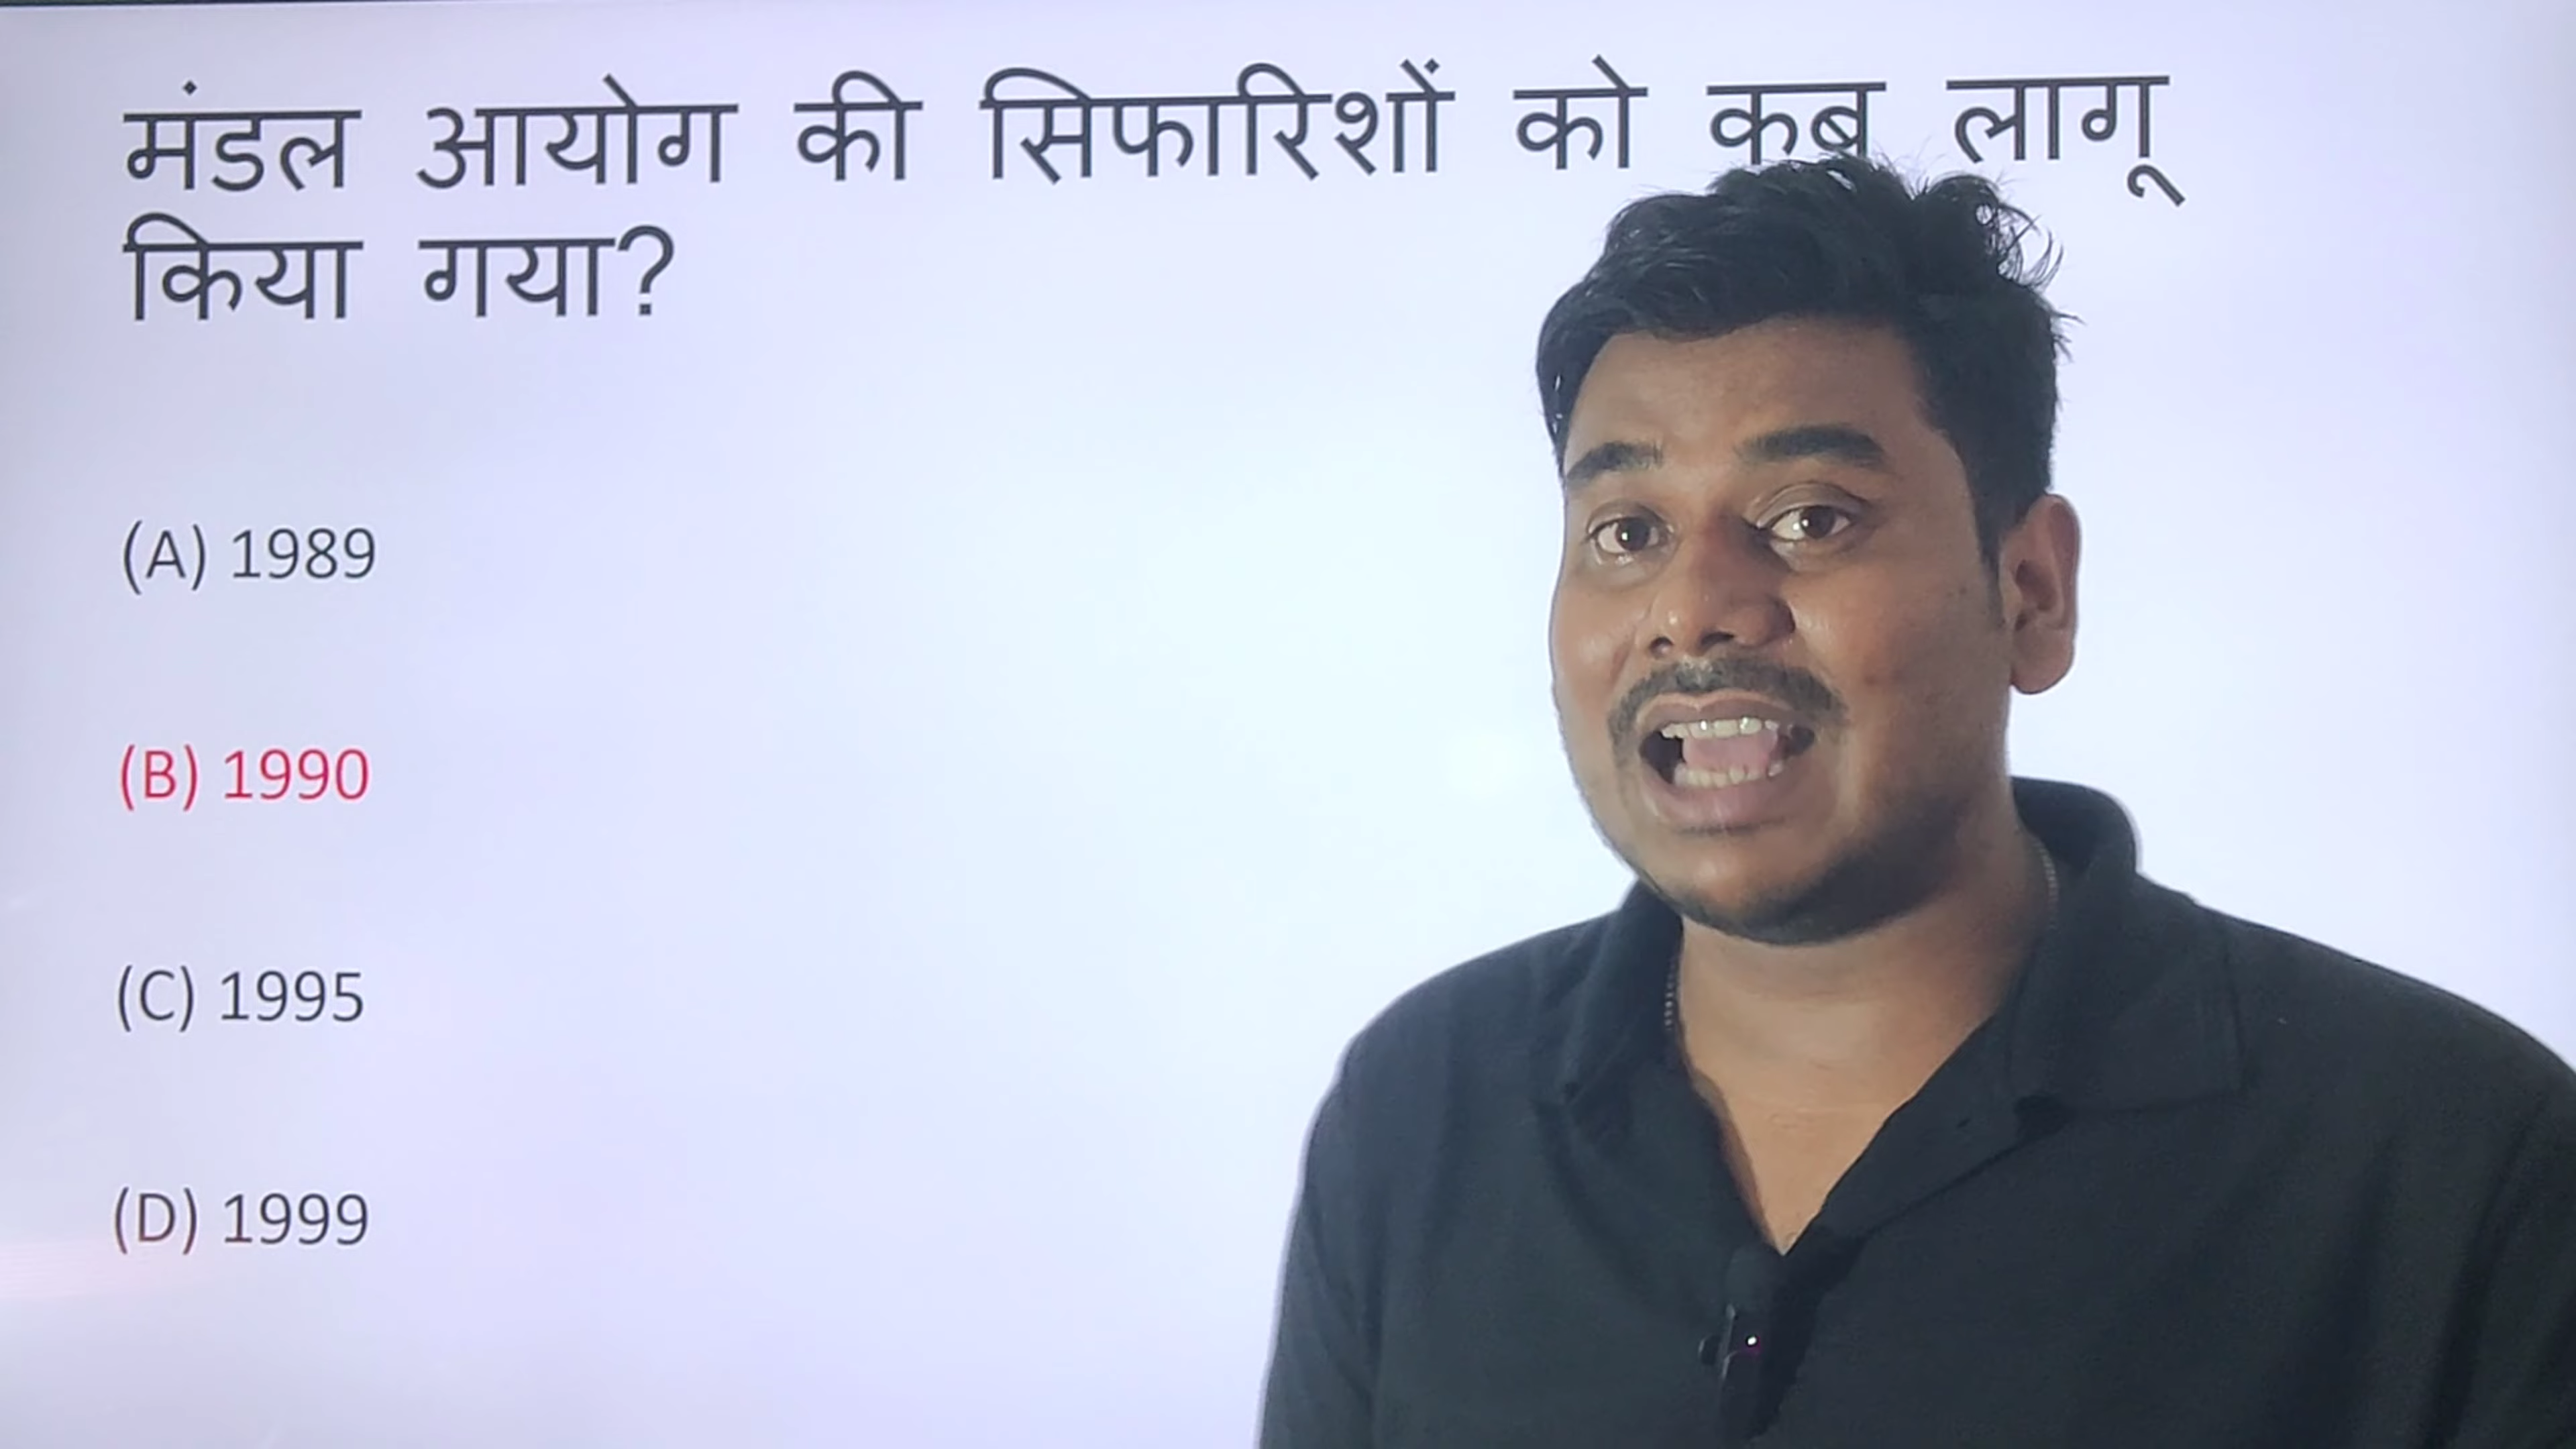 मंडल आयोग की सिफारिशों को कब लागू
किया गया?
(A) 1989
(B) 1990
(C) 1995
(D) 1999